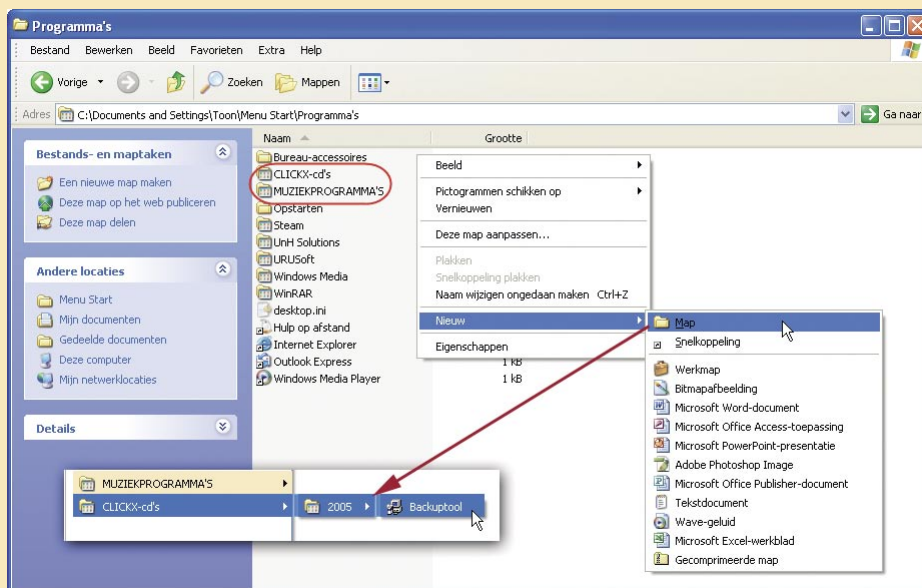 Programma's
Bestand Bewerken Beeld Favorieten Extra Help
Vorige Zoeken Mappen
Adres C:\Documents and Settings\Toon\Menu Start\Programma's Ga naar
Bestands- en maptaken
Een nieuwe map maken
Deze map op het web publiceren
Deze map delen
Andere locaties
Menu Start
Mijn documenten
Gedeelde documenten
Deze computer
Mijn netwerklocaties
Details
Naam Grootte
Bureau-accessoires
CLICKX-cd's
MUZIEKPROGRAMMA'S
Opstarten
Steam
UnH Solutions
URUSoft
Windows Media
WinRAR
desktop.ini
Hulp op afstand
Internet Explorer
Outlook Express 1 kB
Windows Media Player 1 kB
Beeld
Pictogrammen schikken op
Vernieuwen
Deze map aanpassen...
Plakken
Snelkoppeling plakken
Naam wijzigen ongedaan maken Ctrl+Z
Nieuw
Eigenschappen
Map
Snelkoppeling
Werkmap
Bitmapafbeelding
Microsoft Word-document
Microsoft Office Access-toepassing
Microsoft PowerPoint-presentatie
Adobe Photoshop Image
Microsoft Office Publisher-document
Tekstdocument
Wave-geluid
Microsoft Excel-werkblad
Gecomprimeerde map
MUZIEKPROGRAMMA'S
CLICKX-cd's 2005 Backuptool